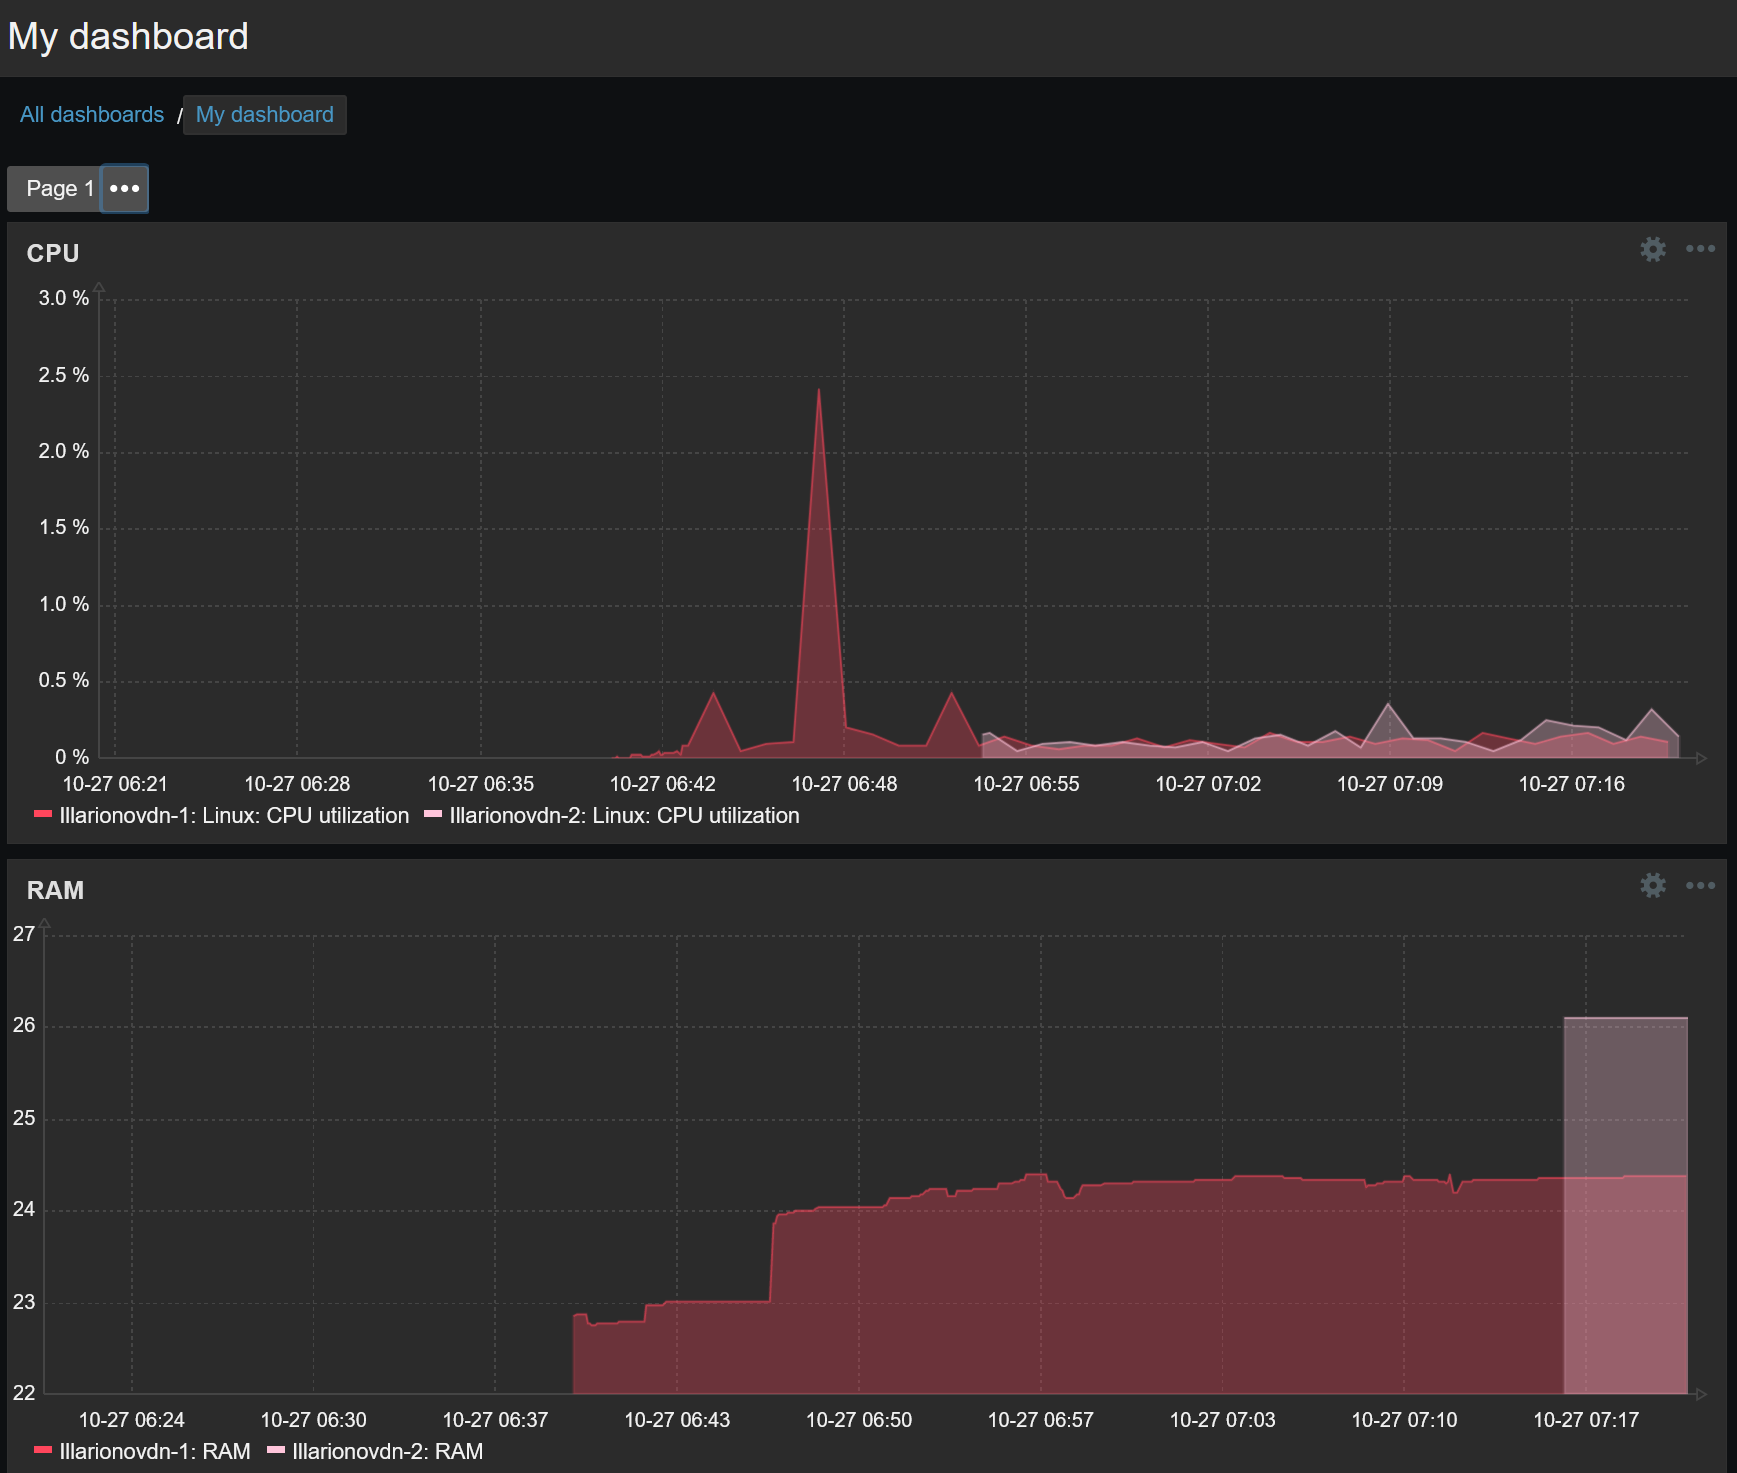 My dashboard
All dashboards / My dashboard
Page 1 •••
CPU
3.0 %
2.5 %
2.0 %
1.5 %
1.0 %
0.5 %
0 %
10-27 06:21 10-27 06:28 10-27 06:35 10-27 06:42 10-27 06:48 10-27 06:55 10-27 07:02 10-27 07:09 10-27 07:16
Illarionovdn-1: Linux: CPU utilization Illarionovdn-2: Linux: CPU utilization
RAM
27
26
25
24
23
22
10-27 06:24 10-27 06:30 10-27 06:37 10-27 06:43 10-27 06:50 10-27 06:57 10-27 07:03 10-27 07:10 10-27 07:17
Illarionovdn-1: RAM Illarionovdn-2: RAM